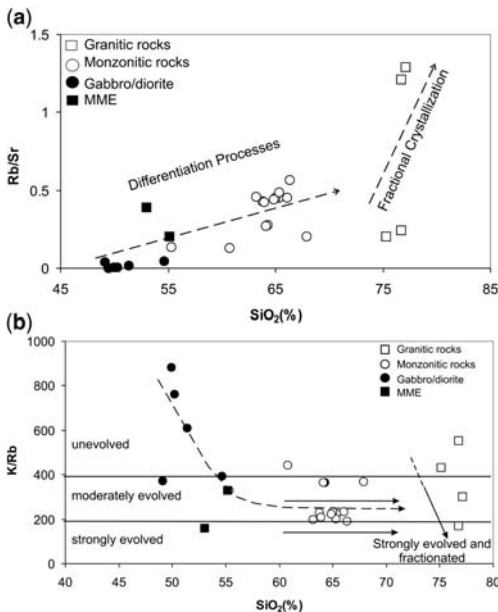 (a)
1.5
1
0.5
0
Rb/Sr
Granitic rocks
Monzonitic rocks
Gabbro/diorite
MME
Differentiation Processes
Fractional Crystallization
45 55 65 75 85
SiO2(%)
(b)
1000
800
600
400
200
0
K/Rb
Granitic rocks
Monzonitic rocks
Gabbro/diorite
MME
unevolved
moderately evolved
strongly evolved
Strongly evolved and
fractionated
40 45 50 55 60 65 70 75 80
SiO2(%)